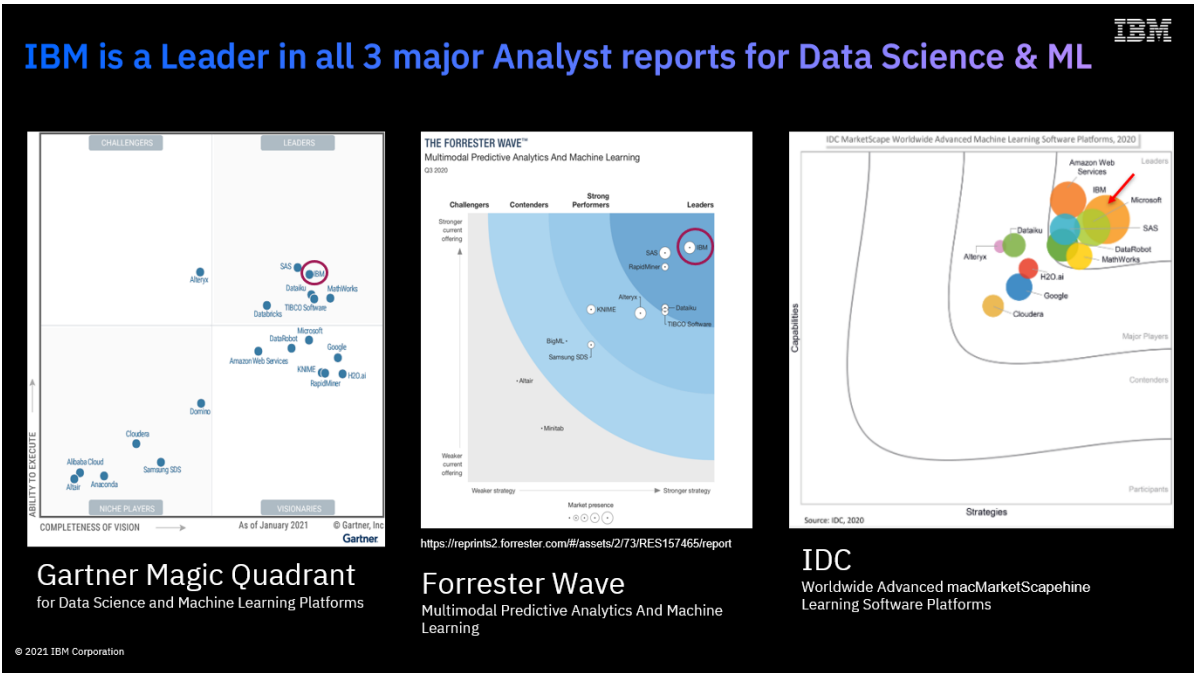 IBM
IBM is a Leader in all 3 major Analyst reports for Data Science & ML
CHALLENGERS
LEADERS
Alteryx
SAS
IBM
Dataiku
MathWorks
TIBCO Software
Databricks
Microsoft
DataRobot
Google
Amazon Web Services
KNIME
H2O.ai
RapidMiner
Domino
Cloudera
Alibaba Cloud
Samsung SDS
Altair
Anaconda
NICHE PLAYERS
VISIONARIES
ABILITY TO EXECUTE
COMPLETENESS OF VISION
As of January 2021
© Gartner, Inc
Gartner
Gartner Magic Quadrant
for Data Science and Machine Learning Platforms
THE FORRESTER WAVE™
Multimodal Predictive Analytics And Machine Learning
Q3 2020
Challengers
Contenders
Strong
Performers
Leaders
Stronger
current
offering
SAS
IBM
RapidMiner
Alteryx
KNIME
Dataiku
TIBCO Software
BigML
Samsung SDS
Altair
Minitab
Weaker
current
offering
Weaker strategy
Stronger strategy
Market presence
https://reprints2.forrester.com/#/assets/2/73/RES157465/report
Forrester Wave
Multimodal Predictive Analytics And Machine
Learning
IDC MarketScape Worldwide Advanced Machine Learning Software Platforms, 2020
Leaders
Amazon Web
Services
IBM
Microsoft
SAS
Dataiku
DataRobot
Alteryx
MathWorks
H2O.ai
Google
Cloudera
Capabilities
Major Players
Contenders
Participants
Strategies
Source: IDC, 2020
IDC
Worldwide Advanced macMarketScapehine
Learning Software Platforms
© 2021 IBM Corporation